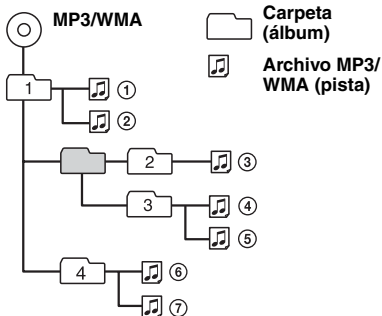 MP3/WMA
Carpeta
(álbum)
Archivo MP3/
WMA (pista)
1
①
②
2
③
3
④
⑤
4
⑥
⑦